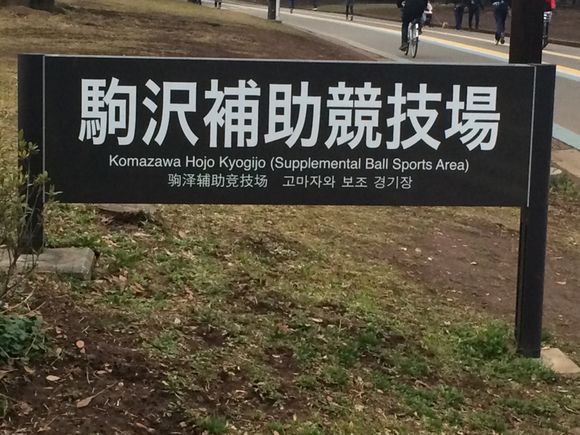 駒沢補助競技場
Komazawa Hojo Kyogijo (Supplemental Ball Sports Area)
驹泽辅助竞技场 고마자와 보조 경기장